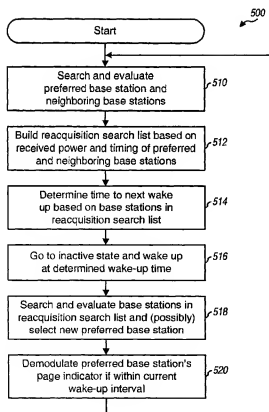 500
Start
Search and evaluate
preferred base station and
neighboring base stations
510
Build reacquisition search list based on
received power and timing of preferred
and neighboring base stations
512
Determine time to next wake
up based on base stations in
reacquisition search list
514
Go to inactive state and wake up
at determined wake-up time
516
Search and evaluate base stations in
reacquisition search list and (possibly)
select new preferred base station
518
Demodulate preferred base station's
page indicator if within current
wake-up interval
520